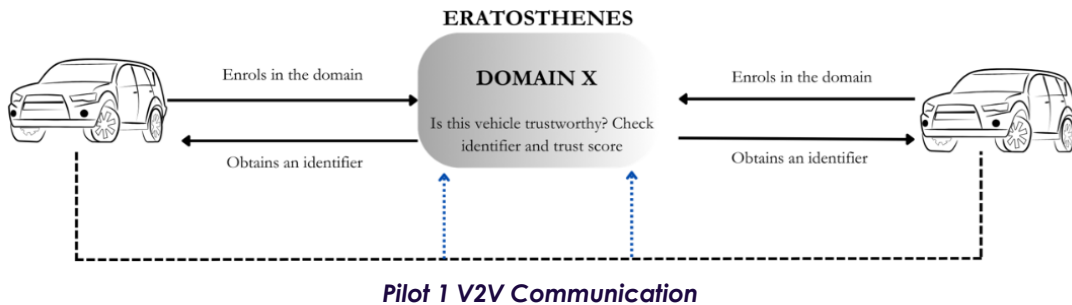 ERATOSTHENES
DOMAIN X
Enrols in the domain
Enrols in the domain
Is this vehicle trustworthy? Check
identifier and trust score
Obtains an identifier
Obtains an identifier
Pilot 1 V2V Communication